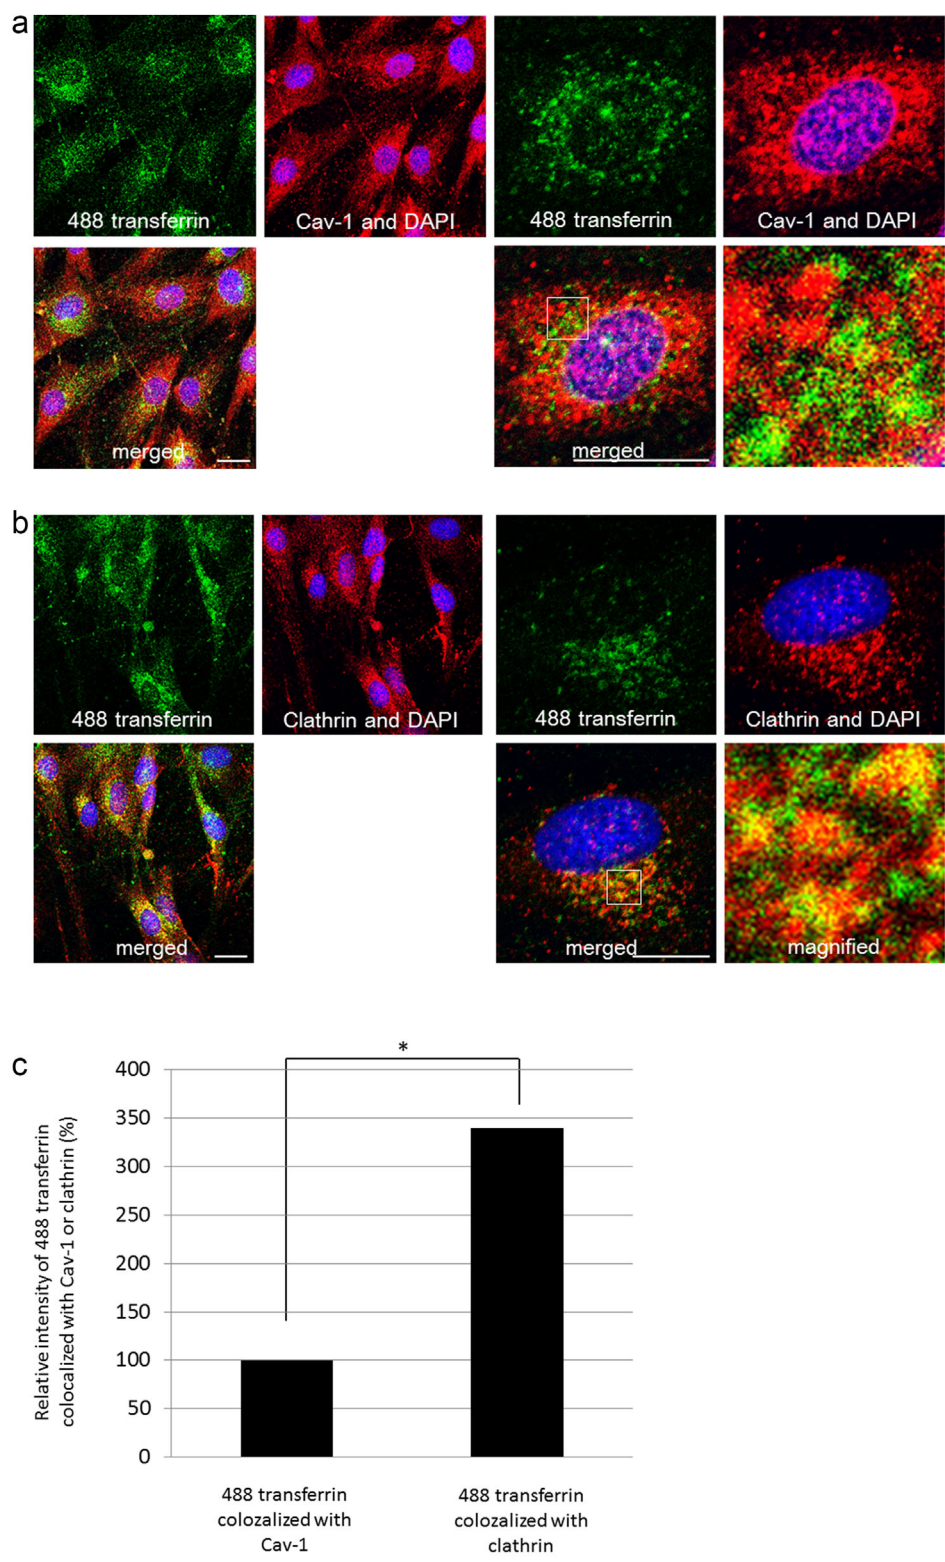 a
488 transferrin
Cav-1 and DAPI
488 transferrin
Cav-1 and DAPI
merged
merged
b
488 transferrin
Clathrin and DAPI
488 transferrin
Clathrin and DAPI
merged
merged
magnified
c
Relative intensity of 488 transferrin
colocalized with Cav-1 or clathrin (%)
*
400
350
300
250
200
150
100
50
0
488 transferrin
colozalized with
Cav-1
488 transferrin
colozalized with
clathrin